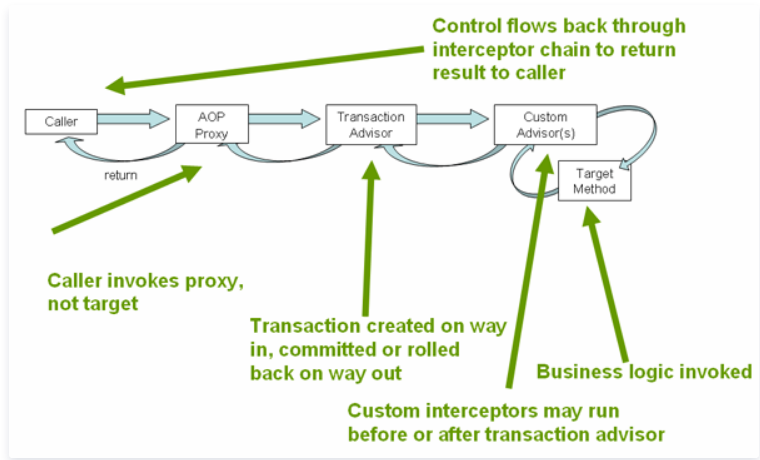 Control flows back through
interceptor chain to return
result to caller
Caller
AOP
Proxy
Transaction
Advisor
Custom
Advisor(s)
return
Target
Method
Caller invokes proxy,
not target
Transaction created on way
in, committed or rolled
back on way out
Business logic invoked
Custom interceptors may run
before or after transaction advisor